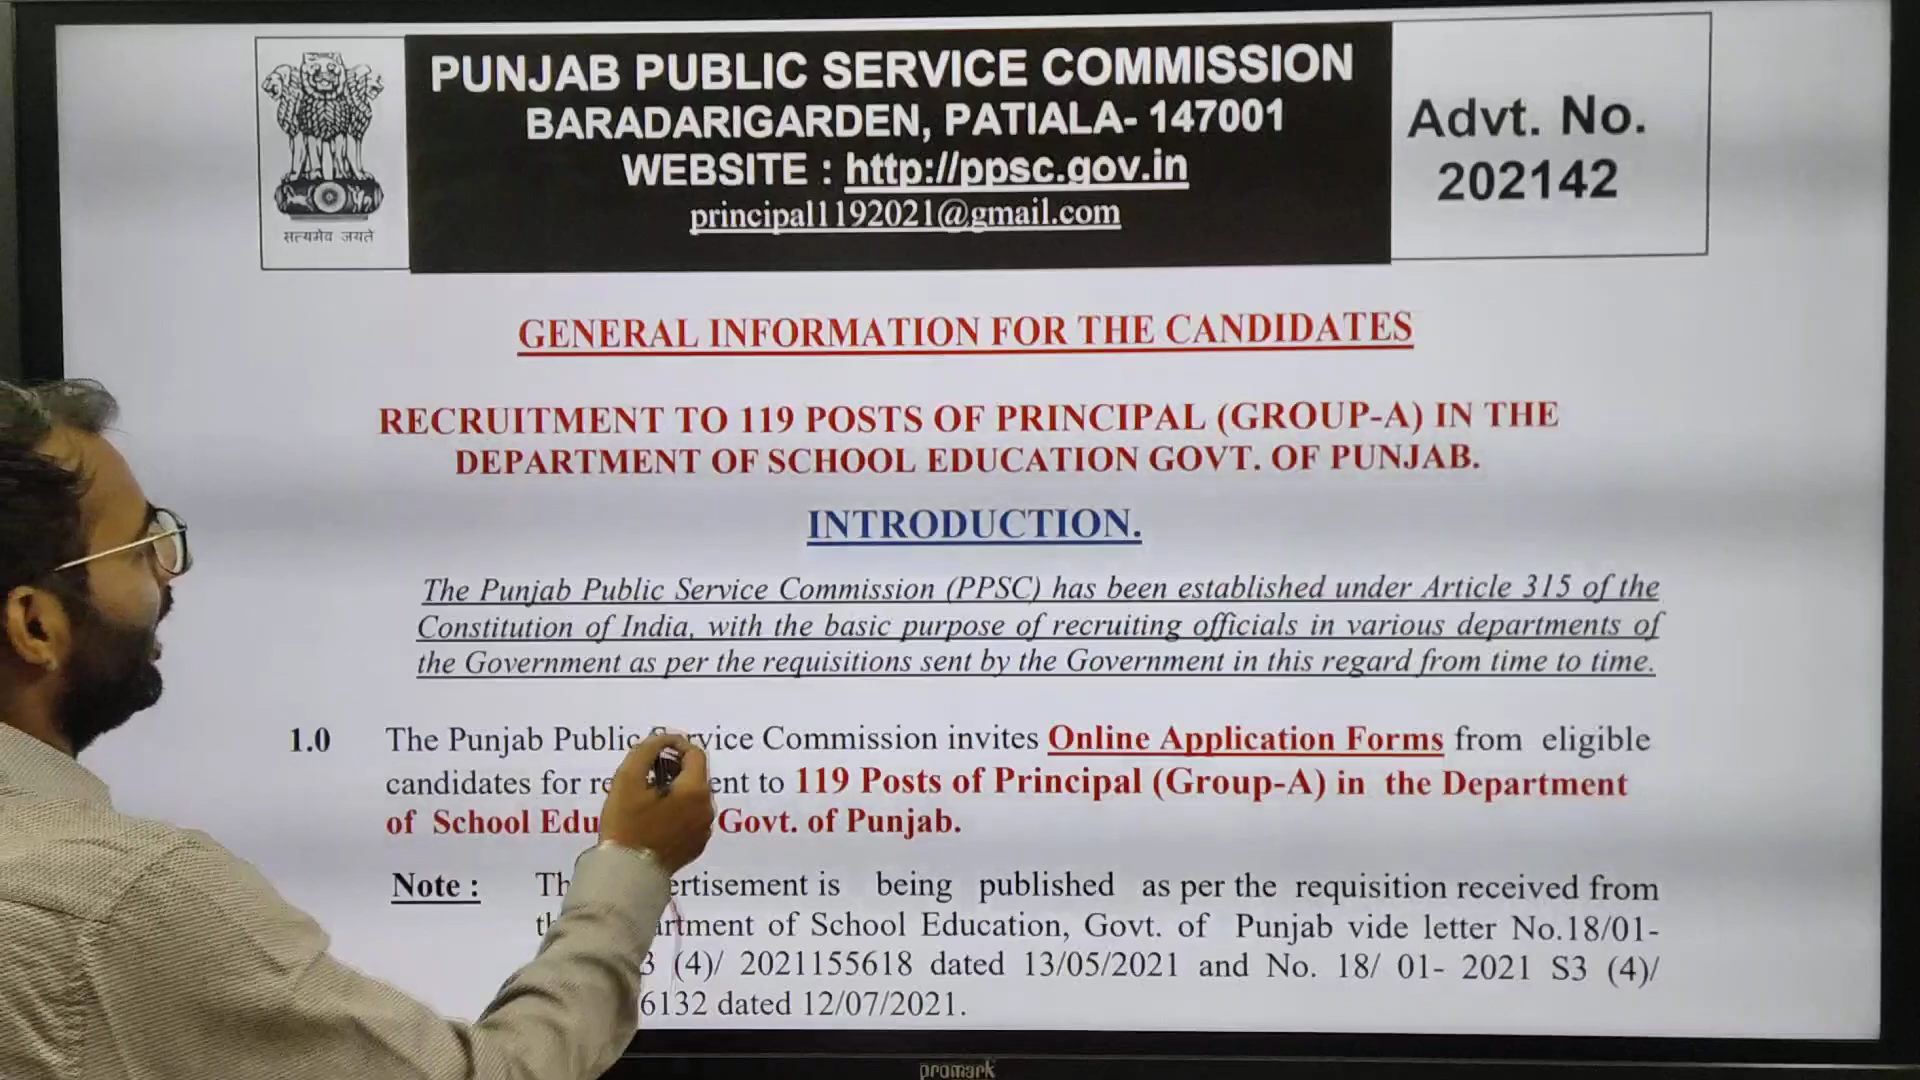 PUNJAB PUBLIC SERVICE COMMISSION
BARADARIGARDEN, PATIALA- 147001
WEBSITE : http://ppsc.gov.in
principal1192021@gmail.com
Advt. No.
202142
सत्यमेव जयते
GENERAL INFORMATION FOR THE CANDIDATES
RECRUITMENT TO 119 POSTS OF PRINCIPAL (GROUP-A) IN THE
DEPARTMENT OF SCHOOL EDUCATION GOVT. OF PUNJAB.
INTRODUCTION.
The Punjab Public Service Commission (PPSC) has been established under Article 315 of the
Constitution of India, with the basic purpose of recruiting officials in various departments of
the Government as per the requisitions sent by the Government in this regard from time to time.
1.0 The Punjab Public Service Commission invites Online Application Forms from eligible
candidates for to 119 Posts of Principal (Group-A) in the Department
of School Govt. of Punjab.
Note : is being published as per the requisition received from
of School Education, Govt. of Punjab vide letter No.18/01-
(4)/ 2021155618 dated 13/05/2021 and No. 18/ 01- 2021 S3 (4)/
6132 dated 12/07/2021.
promark